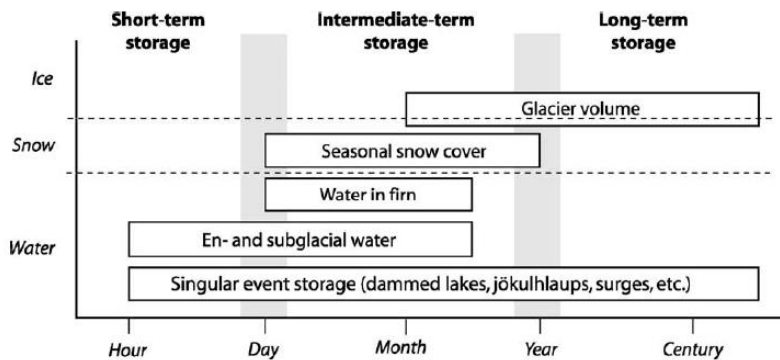 Short-term
storage
Intermediate-term
storage
Long-term
storage
Ice
Glacier volume
Snow
Seasonal snow cover
Water in firn
Water
En- and subglacial water
Singular event storage (dammed lakes, jökulhlaups, surges, etc.)
Hour
Day
Month
Year
Century